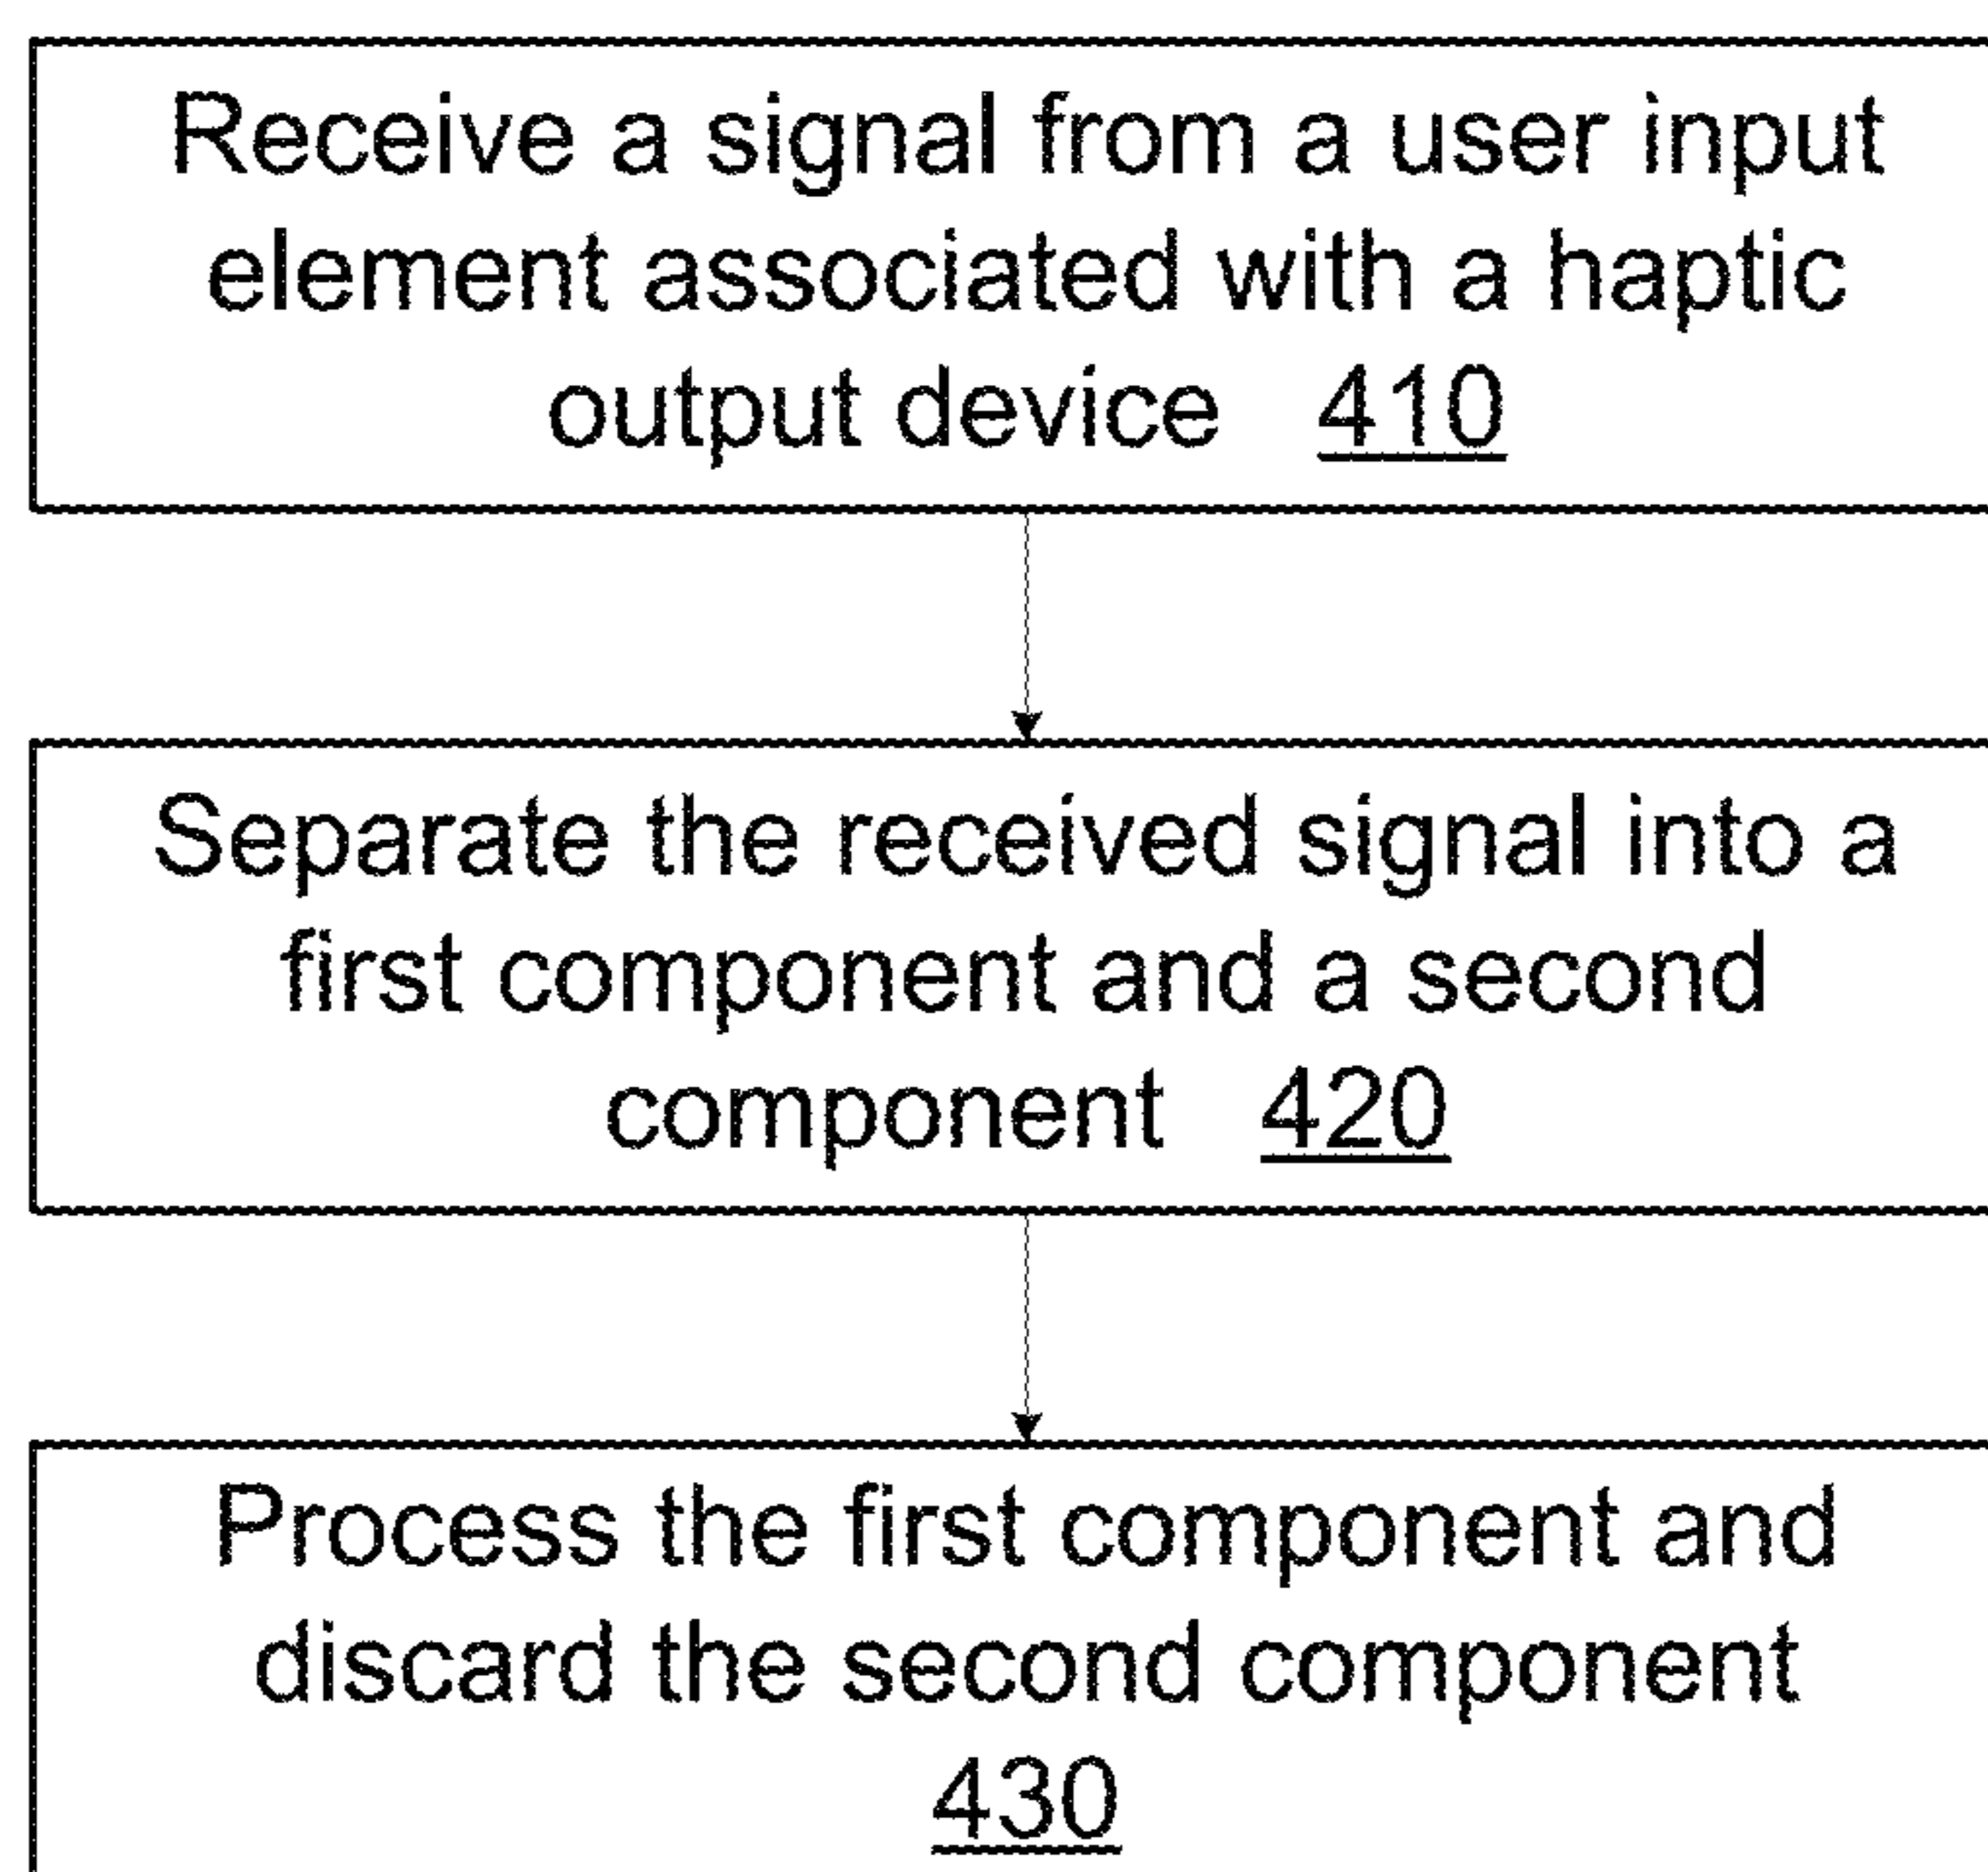 Receive a signal from a user input
element associated with a haptic
output device 410
Separate the received signal into a
first component and a second
component 420
Process the first component and
discard the second component
430